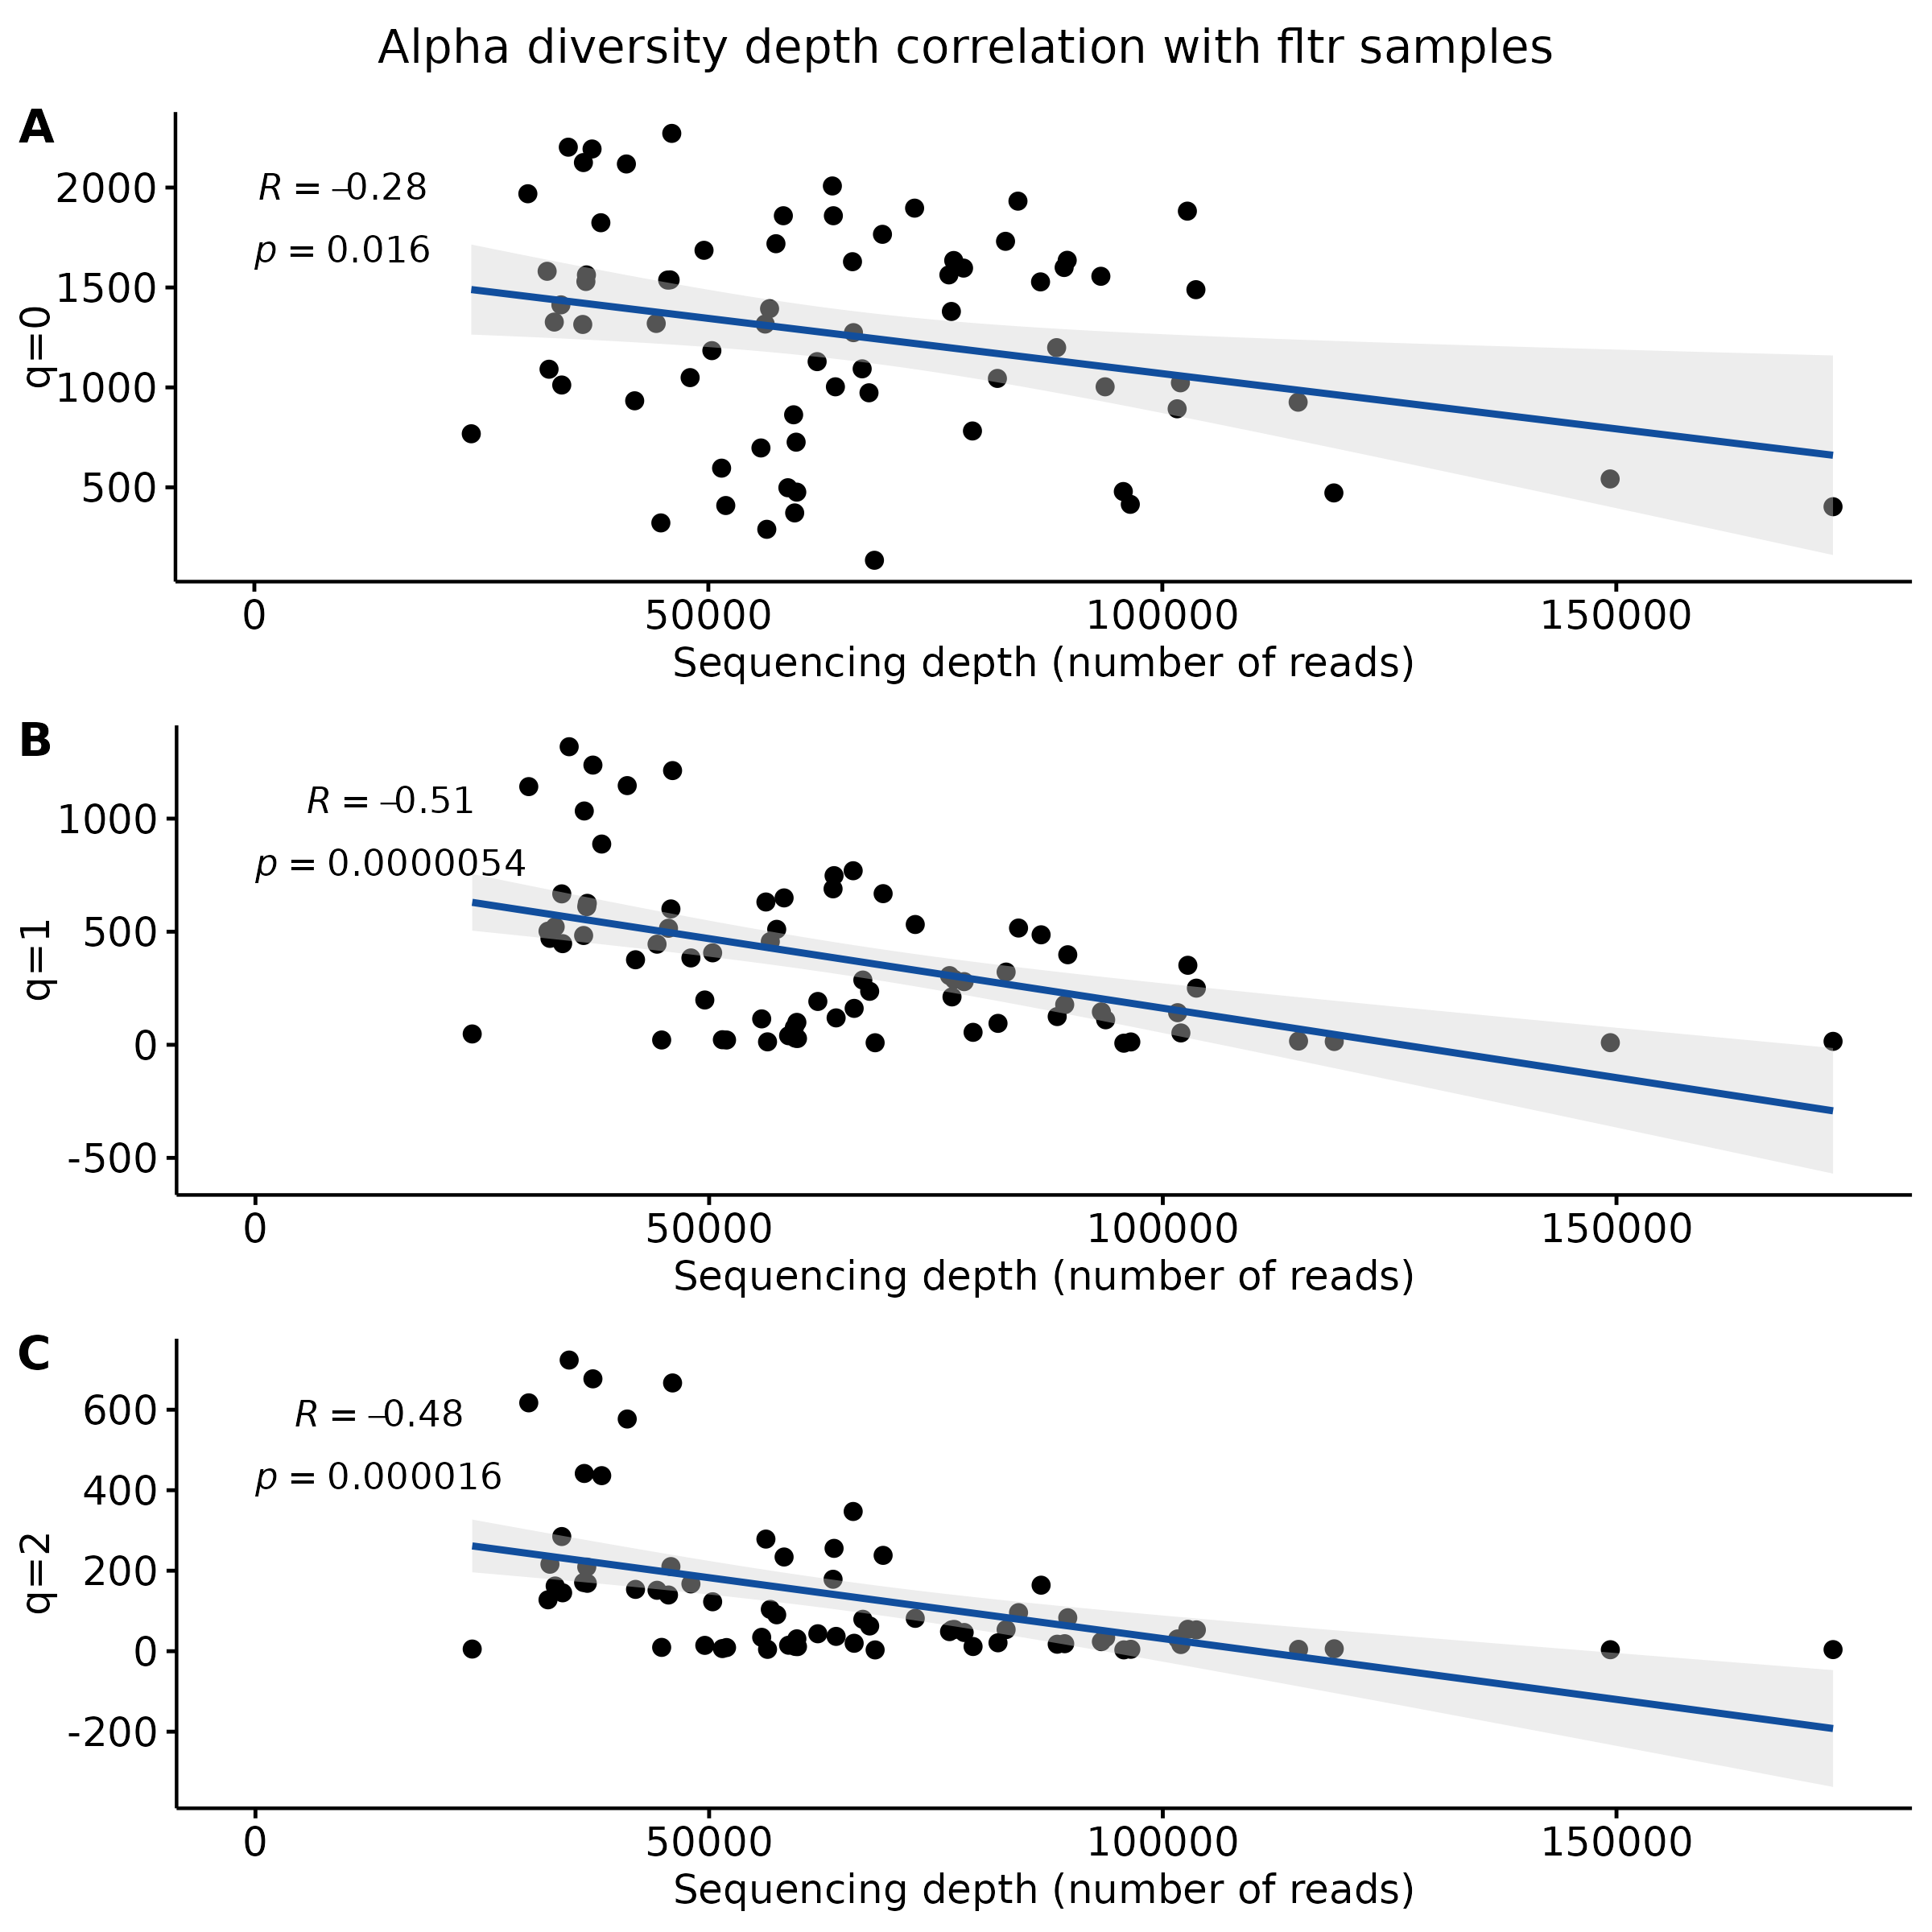 Alpha diversity depth correlation with fltr samples
A
R = –0.28
p = 0.016
q=0
2000
1500
1000
500
0 50000 100000 150000
Sequencing depth (number of reads)
B
R = –0.51
p = 0.0000054
q=1
1000
500
0
-500
0 50000 100000 150000
Sequencing depth (number of reads)
C
R = –0.48
p = 0.000016
q=2
600
400
200
0
-200
0 50000 100000 150000
Sequencing depth (number of reads)